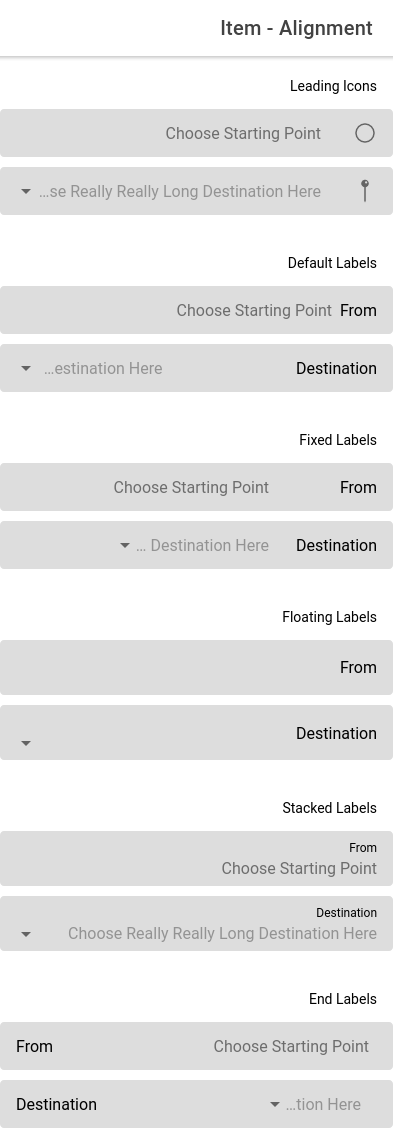 Item - Alignment
Leading Icons
Choose Starting Point
...se Really Really Long Destination Here
Default Labels
From Choose Starting Point
Destination ...estination Here
Fixed Labels
From Choose Starting Point
Destination ... Destination Here
Floating Labels
From
Destination
Stacked Labels
From
Choose Starting Point
Destination
Choose Really Really Long Destination Here
End Labels
From Choose Starting Point
Destination ...tion Here